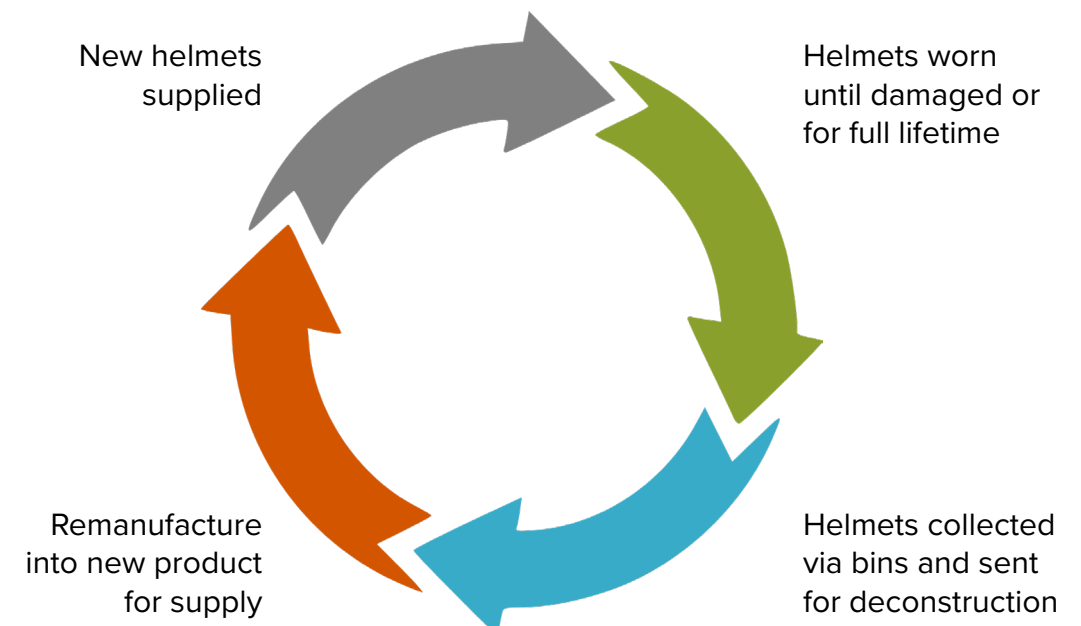 New helmets
supplied
Helmets worn
until damaged or
for full lifetime
Helmets collected
via bins and sent
for deconstruction
Remanufacture
into new product
for supply